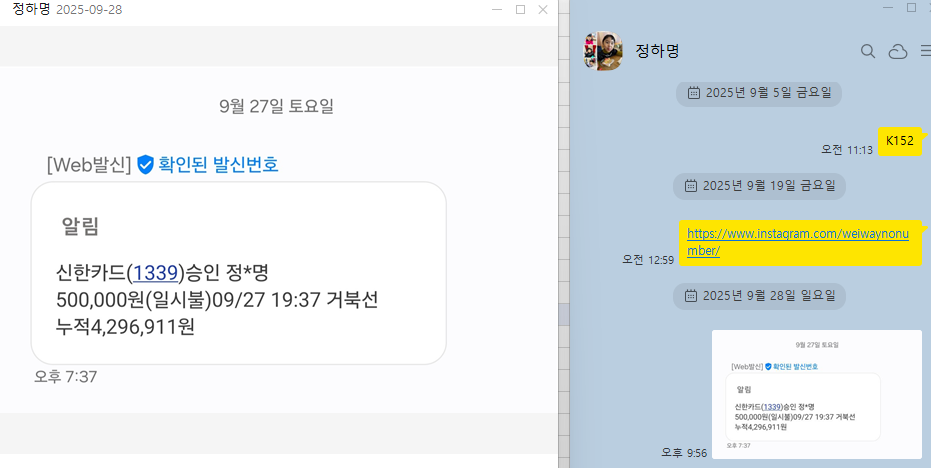 정하명 2025-09-28
9월 27일 토요일
[Web발신] 확인된 발신번호
알림
신한카드(1339)승인 정*명
500,000원(일시불)09/27 19:37 거북선
누적4,296,911원
오후 7:37
정하명
2025년 9월 5일 금요일
K152
오전 11:13
2025년 9월 19일 금요일
https://www.instagram.com/weiwaynonu
mber/
오전 12:59
2025년 9월 28일 일요일
9월 27일 토요일
[Web발신] 확인된 발신번호
알림
신한카드(1339)승인 정*명
500,000원(일시불)09/27 19:37 거북선
누적4,296,911원
오후 7:37
오후 9:56